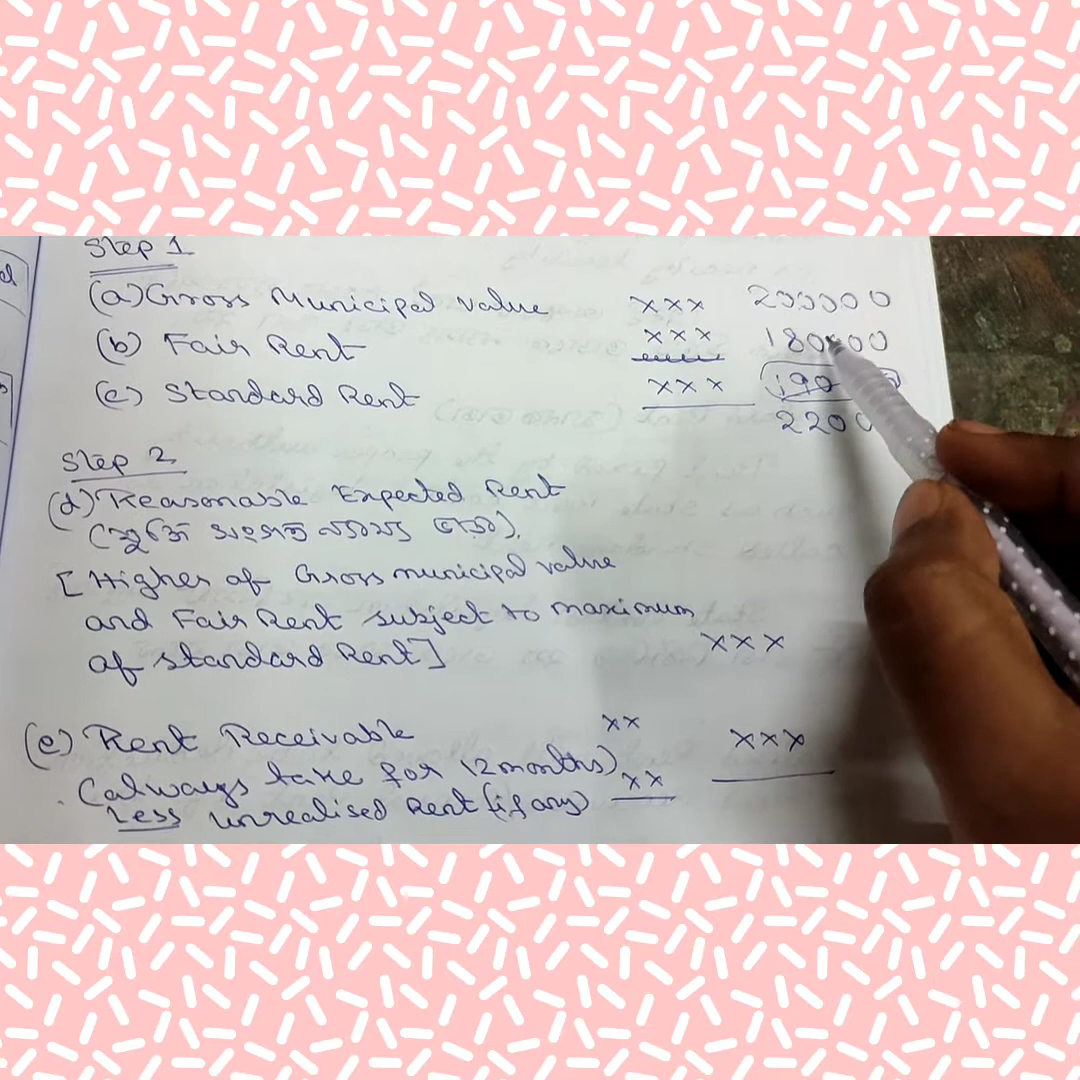 Step 1
(a) Gross Municipal value xxx 200000
(b) Fair Rent xxx 180000
(c) Standard Rent xxx 190
2200
Step 2
(d) Reasonable Expected Rent
[Higher of Gross municipal value
and Fair Rent subject to maximum
of standard Rent] xxx
(e) Rent Receivable xx xxx
(always take for 12 months) xx
Less unrealised Rent (if any)